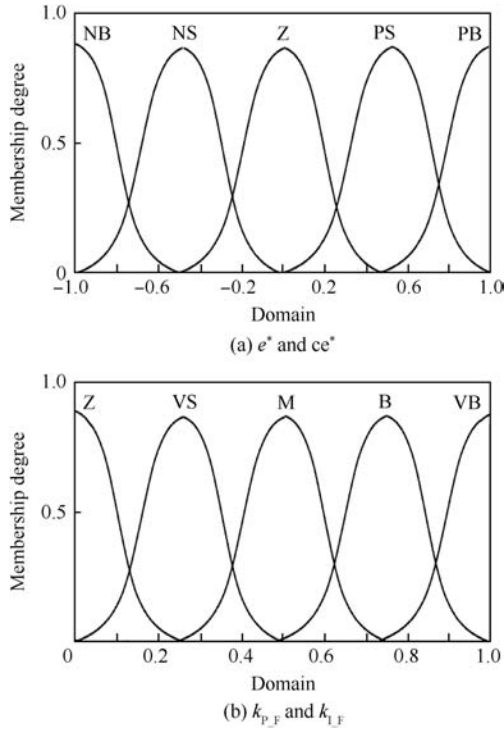 1.0
NB NS Z PS PB
Membership degree
0.5
0
-1.0 -0.6 -0.2 0.2 0.6 1.0
Domain
(a) e* and ce*
1.0
Z VS M B VB
Membership degree
0.5
0 0.2 0.4 0.6 0.8 1.0
Domain
(b) k_P_F and k_I_F